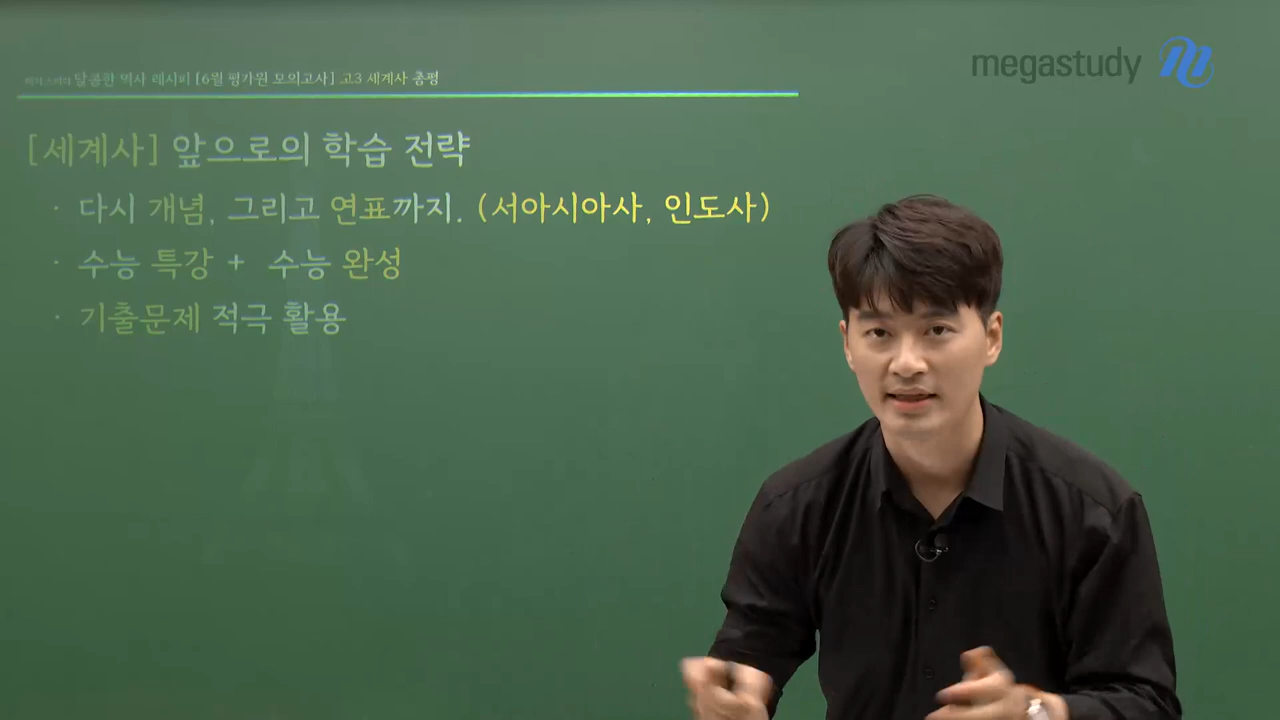 달콤한 역사 레시피 [6월 평가원 모의고사] 고3 세계사 총평
megastudy
[세계사] 앞으로의 학습 전략
· 다시 개념, 그리고 연표까지. (서아시아사, 인도사)
· 수능 특강 + 수능 완성
· 기출문제 적극 활용